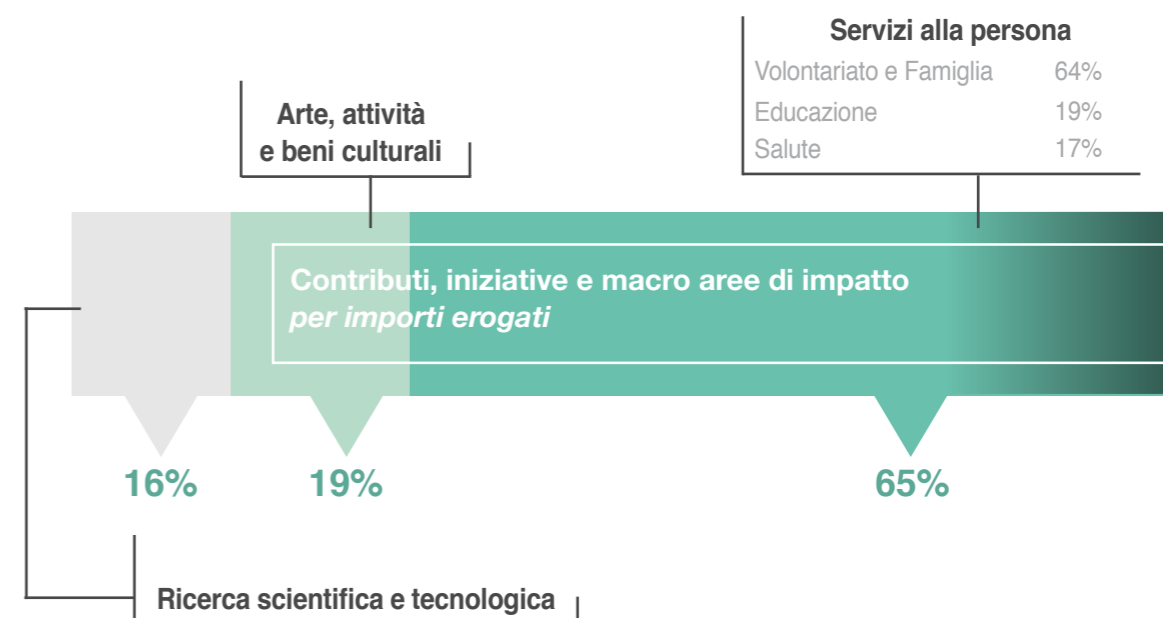 Servizi alla persona
Volontariato e Famiglia 64%
Educazione 19%
Salute 17%
Arte, attività
e beni culturali
Contributi, iniziative e macro aree di impatto
per importi erogati
16% 19% 65%
Ricerca scientifica e tecnologica